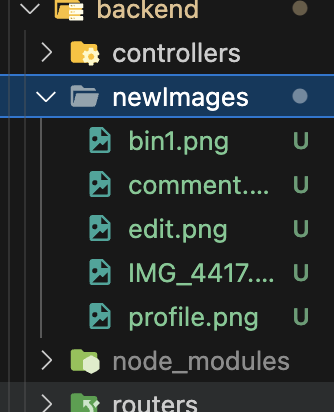 backend
controllers
newImages
bin1.png U
comment.... U
edit.png U
IMG_4417.... U
profile.png U
node_modules
routers